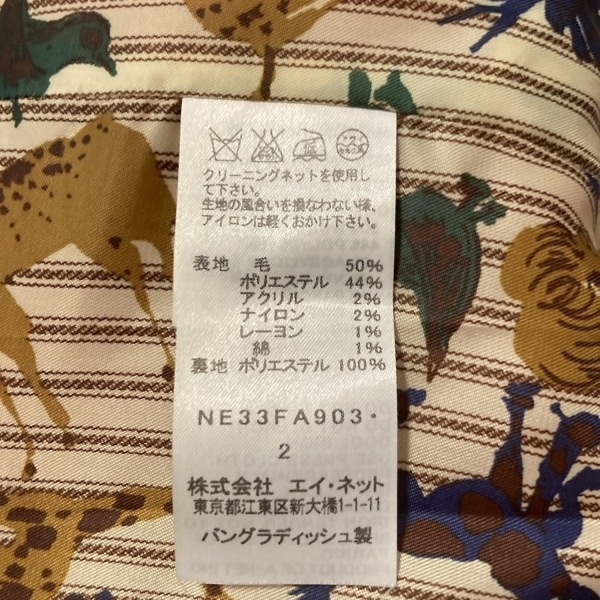 クリーニングネットを使用し
て下さい。
生地の風合いを損なわない様、
アイロンは軽くおかけ下さい。
表地 毛 50%
ポリエステル 44%
アクリル 2%
ナイロン 2%
レーヨン 1%
綿 1%
裏地 ポリエステル 100%
NE33FA903・
2
株式会社 エイ・ネット
東京都江東区新大橋1-1-11
バングラディッシュ製